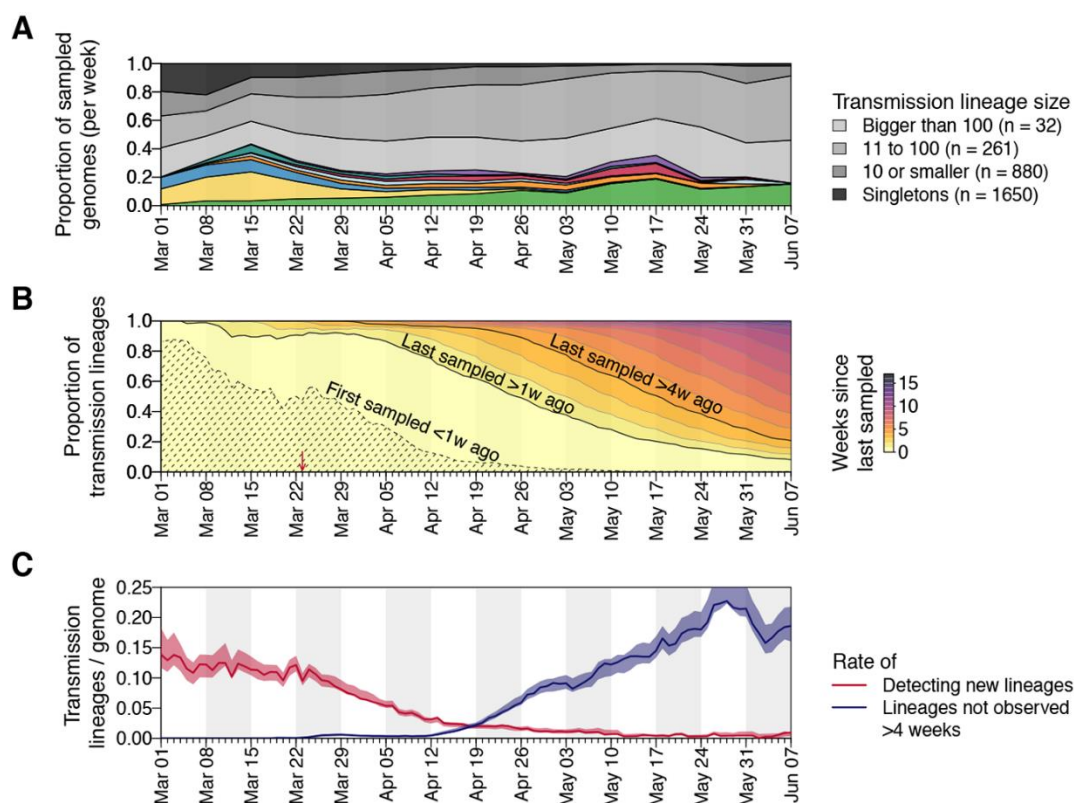 A
Proportion of sampled
genomes (per week)
1.0
0.8
0.6
0.4
0.2
0.0
Mar 01
Mar 08
Mar 15
Mar 22
Mar 29
Apr 05
Apr 12
Apr 19
Apr 26
May 03
May 10
May 17
May 24
May 31
Jun 07
Transmission lineage size
Bigger than 100 (n = 32)
11 to 100 (n = 261)
10 or smaller (n = 880)
Singletons (n = 1650)
B
Proportion of
transmission lineages
1.0
0.8
0.6
0.4
0.2
0.0
First sampled <1w ago
Last sampled >1w ago
Last sampled >4w ago
Mar 01
Mar 08
Mar 15
Mar 22
Mar 29
Apr 05
Apr 12
Apr 19
Apr 26
May 03
May 10
May 17
May 24
May 31
Jun 07
Weeks since
last sampled
15
10
5
0
C
Transmission
lineages / genome
0.25
0.20
0.15
0.10
0.05
0.00
Mar 01
Mar 08
Mar 15
Mar 22
Mar 29
Apr 05
Apr 12
Apr 19
Apr 26
May 03
May 10
May 17
May 24
May 31
Jun 07
Rate of
Detecting new lineages
Lineages not observed
>4 weeks